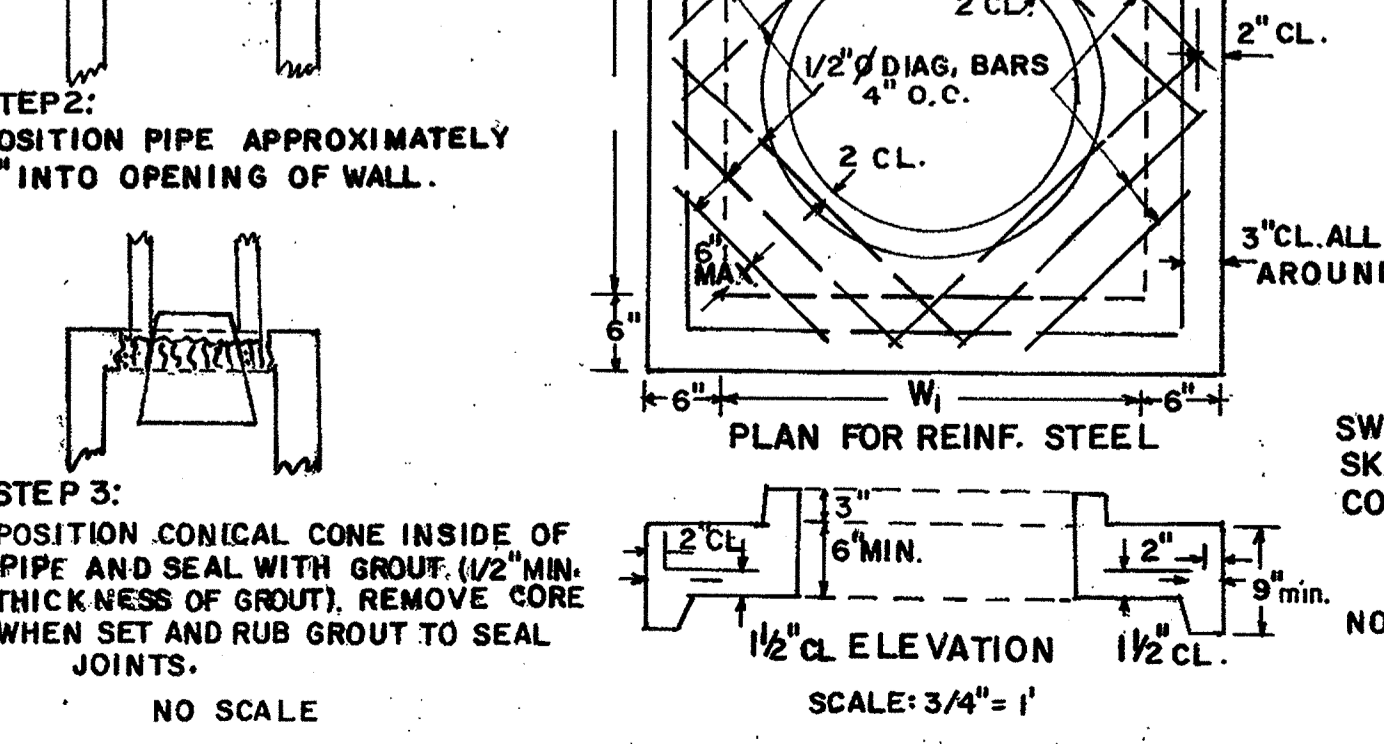 TEP 2:
OSITION PIPE APPROXIMATELY
" INTO OPENING OF WALL.
STEP 3:
POSITION CONICAL CONE INSIDE OF
PIPE AND SEAL WITH GROUT. (1/2" MIN.
THICKNESS OF GROUT). REMOVE CORE
WHEN SET AND RUB GROUT TO SEAL
JOINTS.
NO SCALE
2 CL.
1/2"Ø DIAG, BARS
4" O.C.
2 CL.
6"
MAX.
2" CL.
3" CL. ALL
AROUN
6"
6"
W1
6"
PLAN FOR REINF. STEEL
3"
2" CL
6" MIN.
2"
9" min.
1 1/2" CL
ELEVATION
1 1/2" CL.
SCALE: 3/4" = 1'
SW
SK
CO
NO